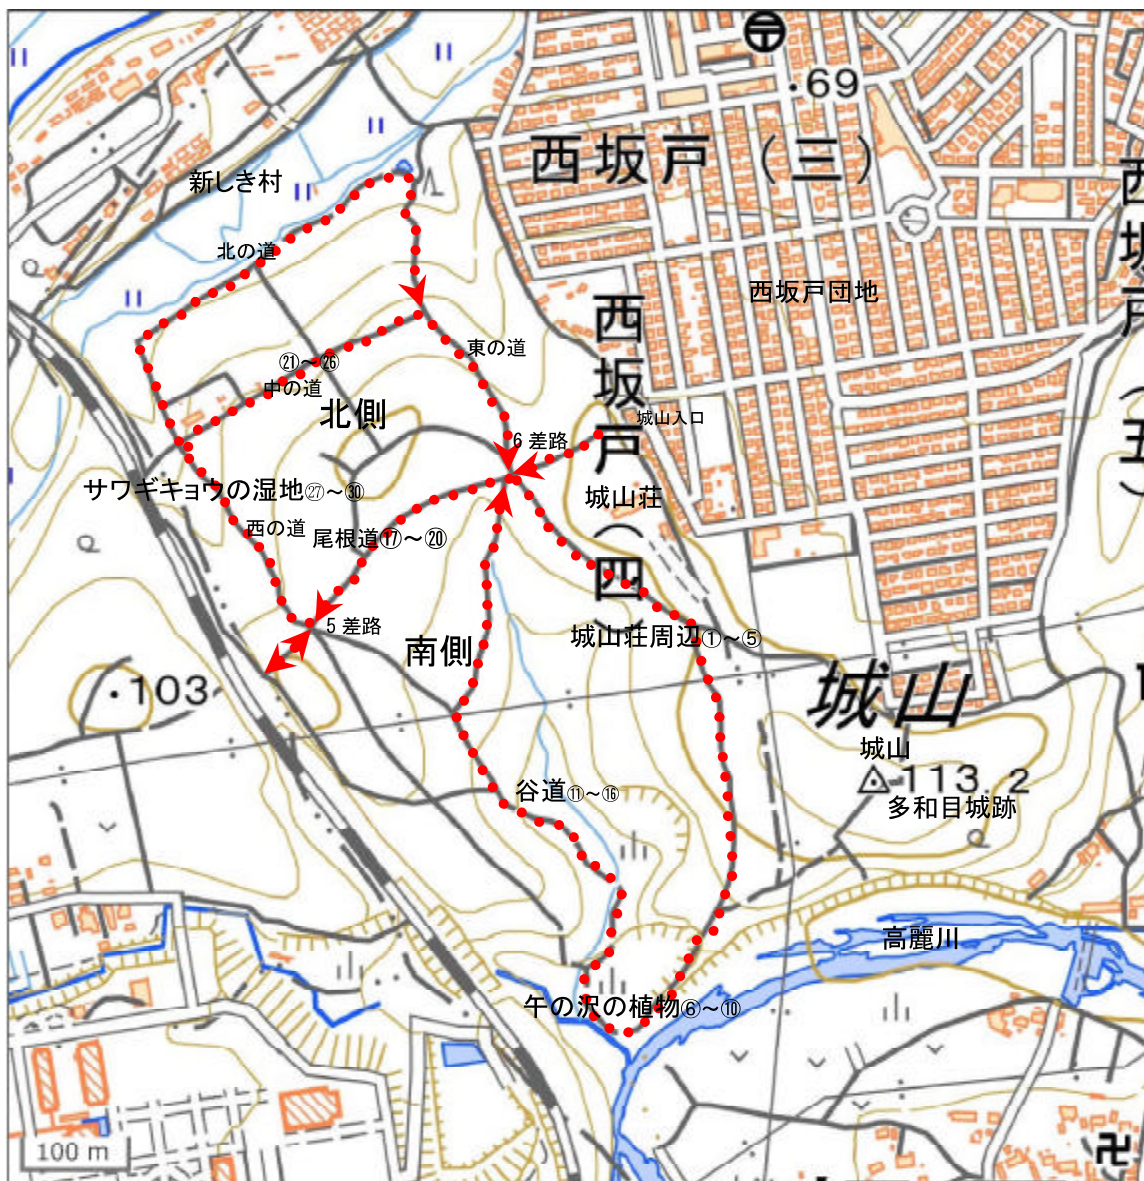 69
西坂戸（三）
新しき村
北の道
西坂戸団地
西坂戸（五）
西坂戸（四）
東の道
㉑～㉖
中の道
北側
城山入口
6 差路
サワギキョウの湿地㉗～㉚
城山荘
西の道
尾根道⑰～⑳
5 差路
城山荘周辺①～⑤
南側
103
城山
城山
113.2
多和目城跡
谷道⑪～⑯
高麗川
午の沢の植物⑥～⑩
100 m